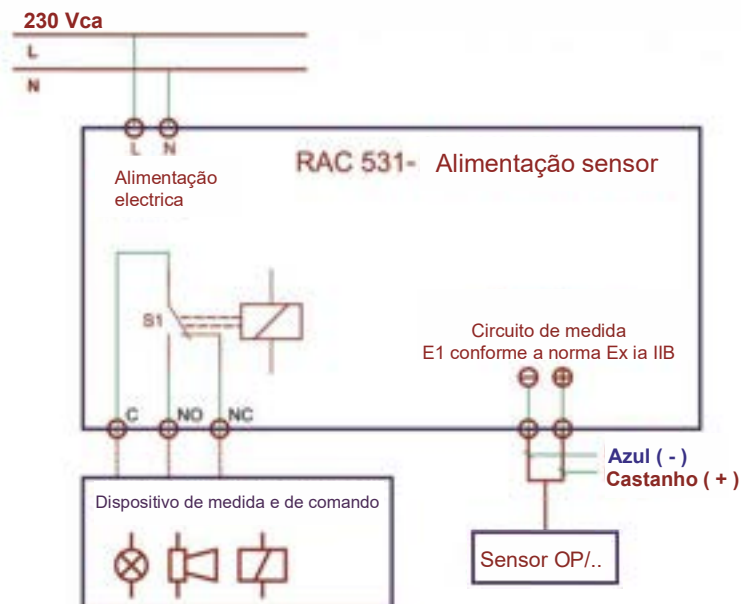 230 Vca
L
N
L N
RAC 531- Alimentação sensor
Alimentação
electrica
S1
Circuito de medida
E1 conforme a norma Ex ia IIB
C NO NC
Azul ( - )
Castanho ( + )
Dispositivo de medida e de comando
Sensor OP/..